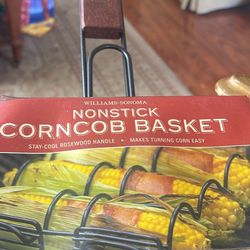 WILLIAMS-SONOMA
NONSTICK
CORNCOB BASKET
STAY-COOL ROSEWOOD HANDLE • MAKES TURNING CORN EASY